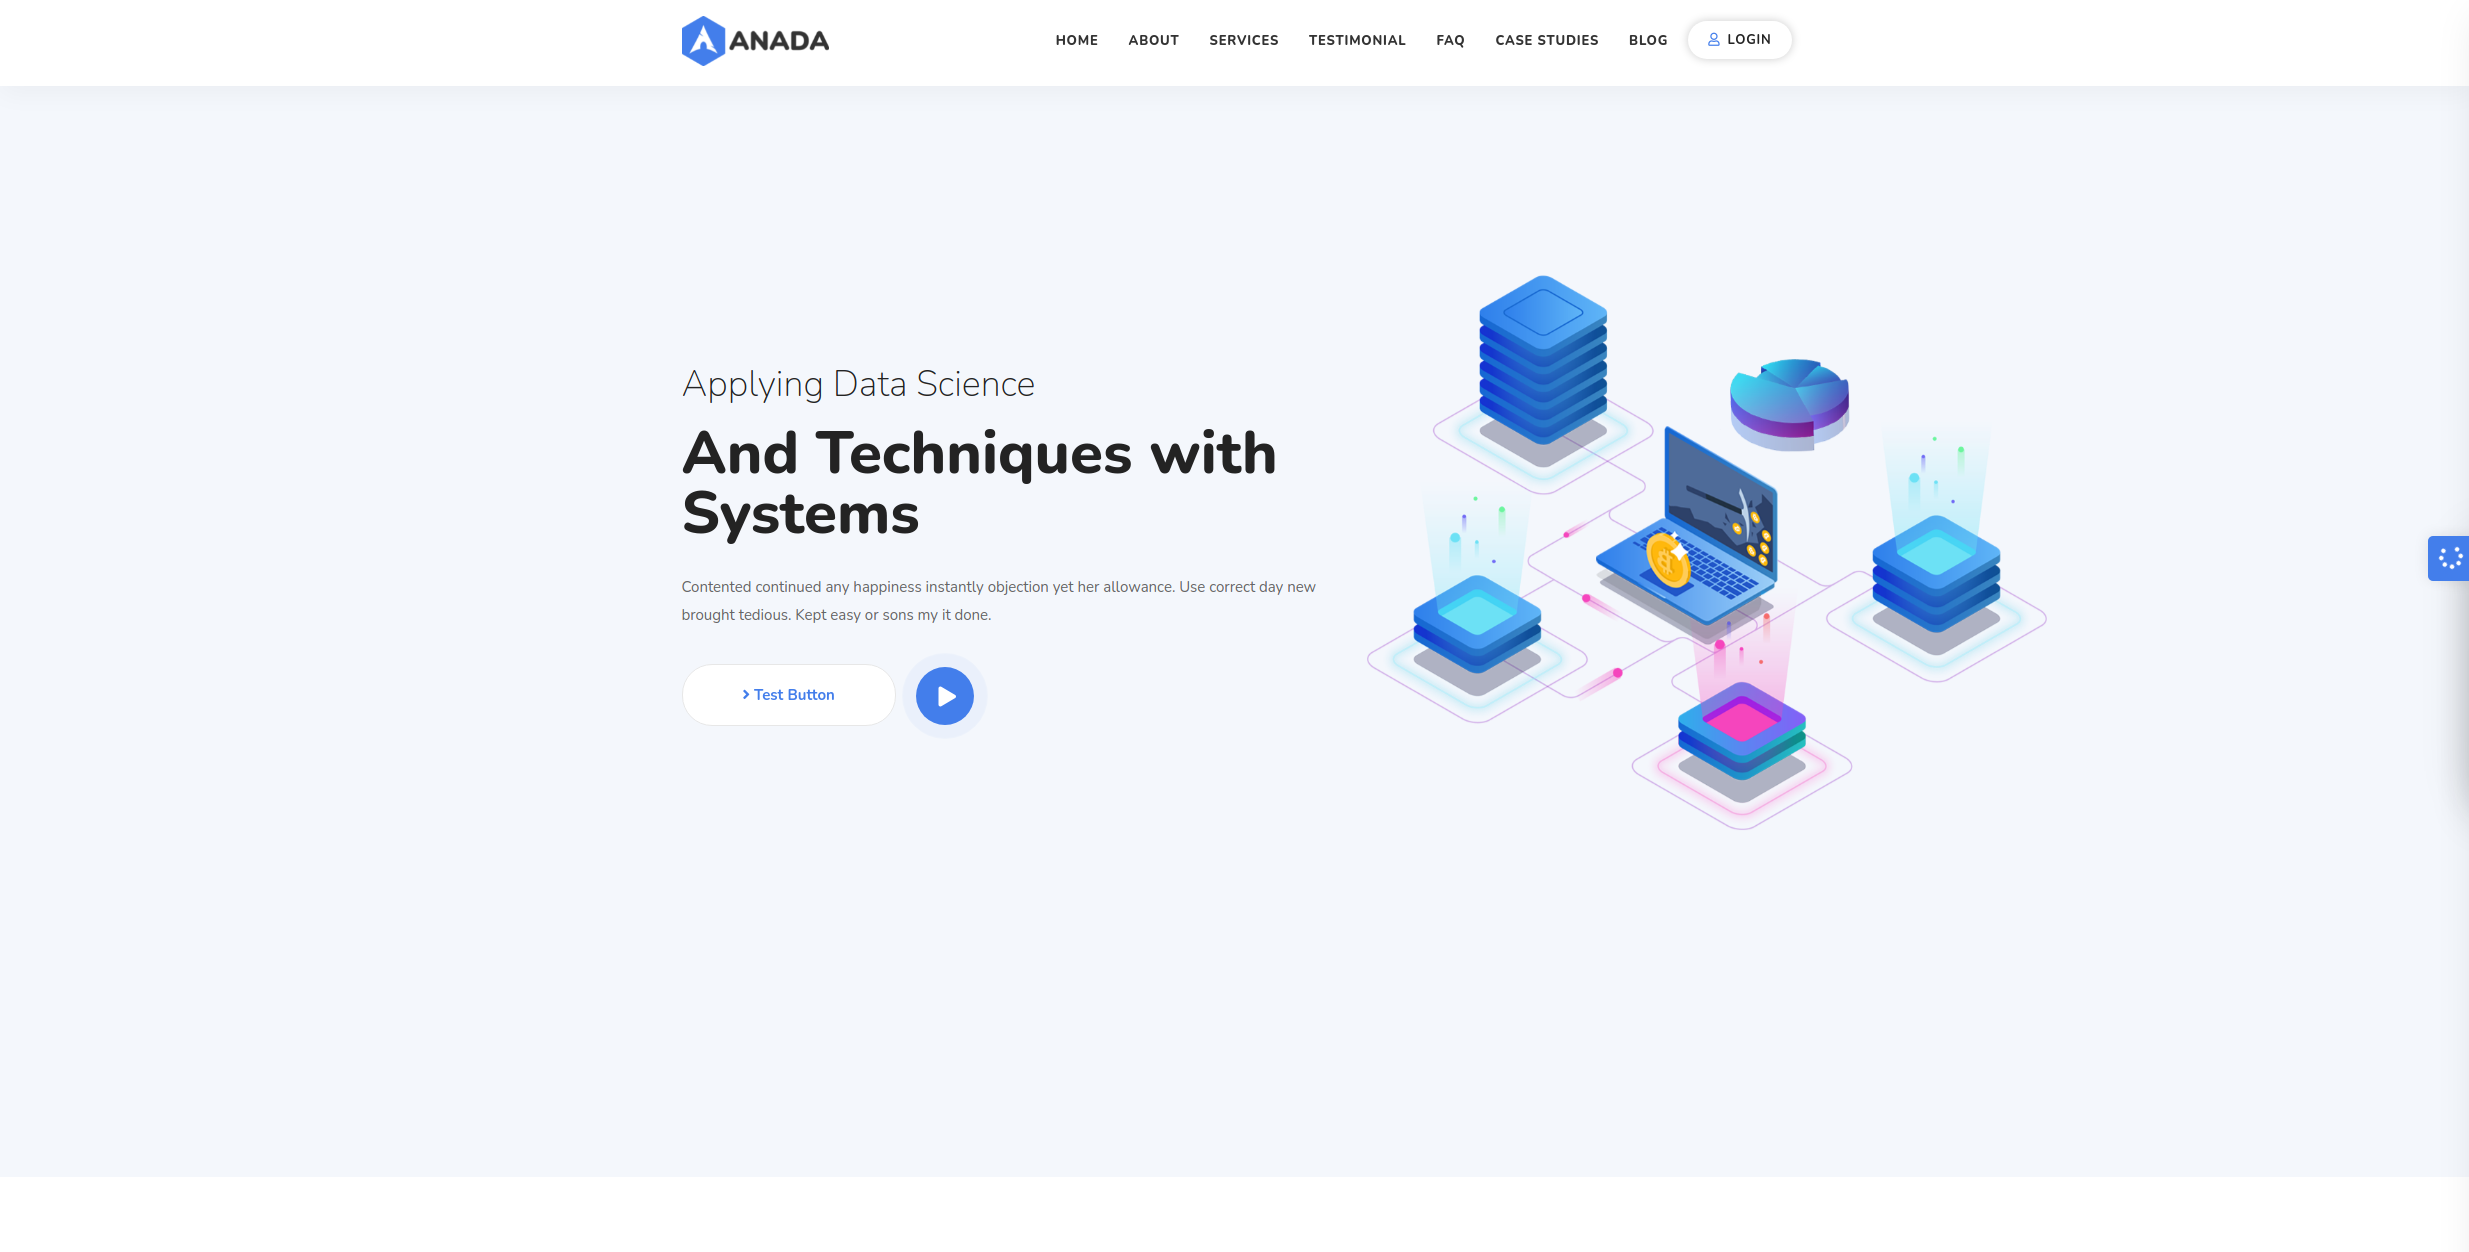 ANADA
HOME ABOUT SERVICES TESTIMONIAL FAQ CASE STUDIES BLOG LOGIN
Applying Data Science
And Techniques with
Systems
Contented continued any happiness instantly objection yet her allowance. Use correct day new
brought tedious. Kept easy or sons my it done.
Test Button